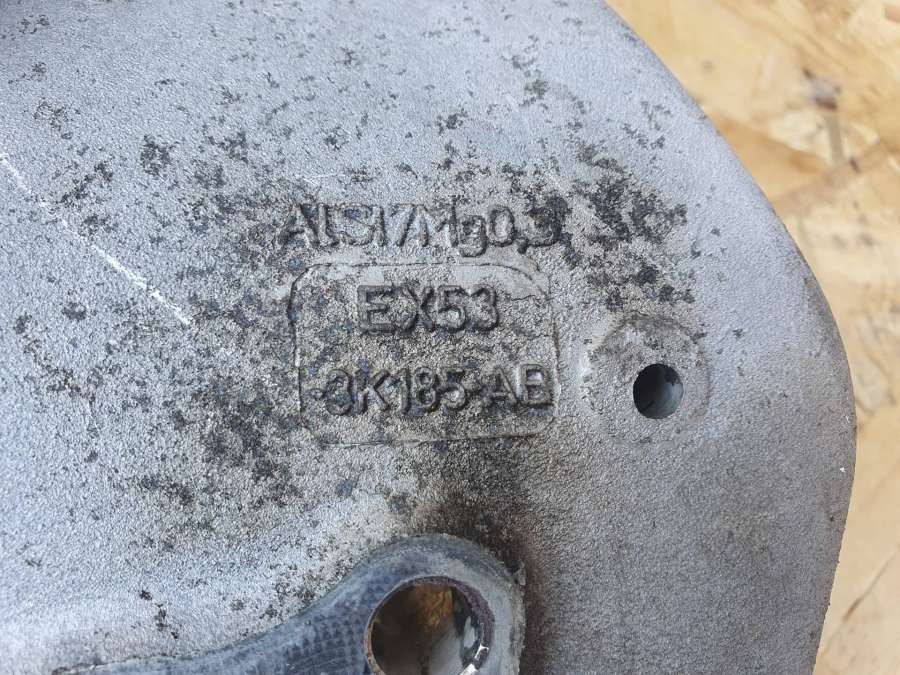 AlSi7Mg0,3
EX53
3K185-AB